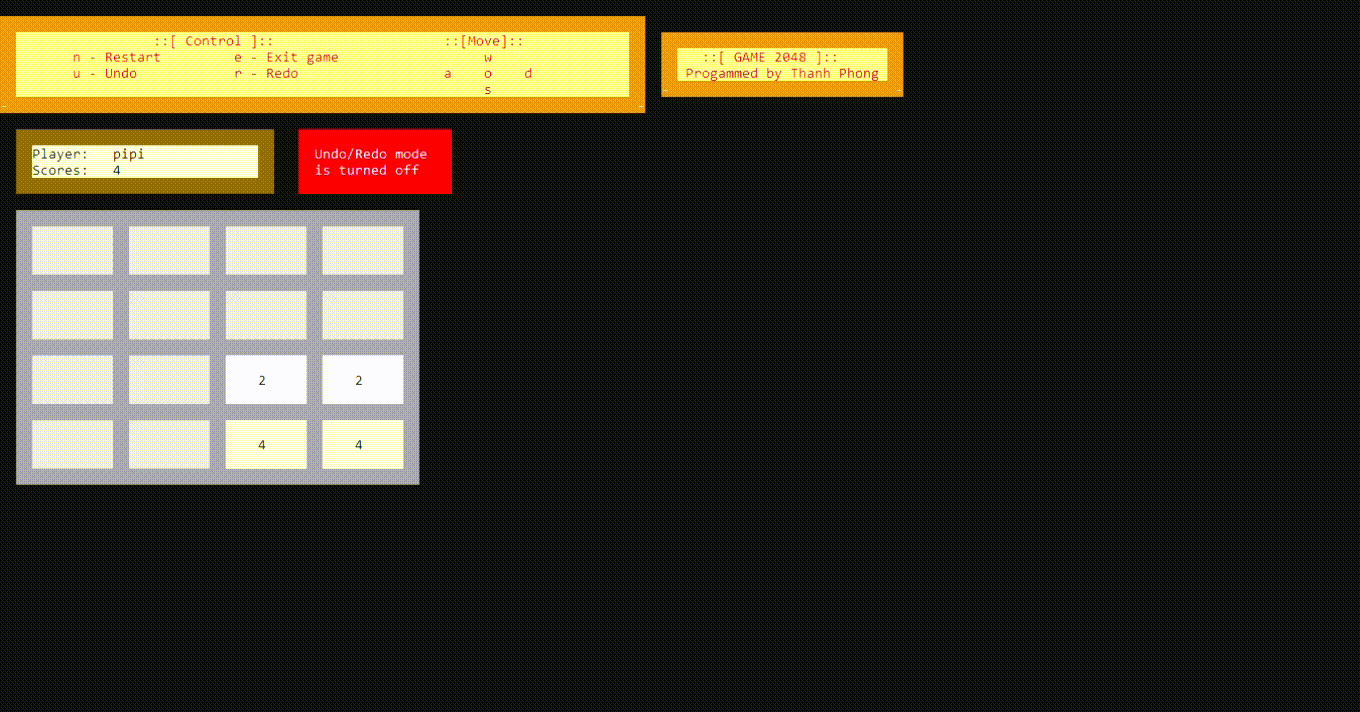 ::[ Control ]::
n - Restart e - Exit game
u - Undo r - Redo
::[Move]::
w
a o d
s
::[ GAME 2048 ]::
Progammed by Thanh Phong
Player: pipi
Scores: 4
Undo/Redo mode
is turned off
2 2
4 4